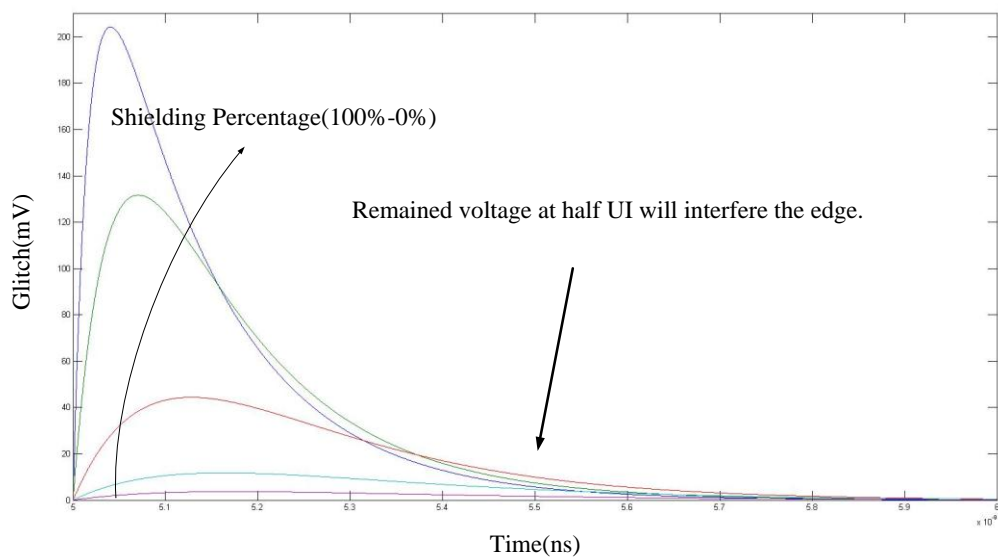 200
180
160
140
120
100
80
60
40
20
0
Glitch(mV)
Shielding Percentage(100%-0%)
Remained voltage at half UI will interfere the edge.
5 5.1 5.2 5.3 5.4 5.5 5.6 5.7 5.8 5.9 6
x 10⁻⁹
Time(ns)